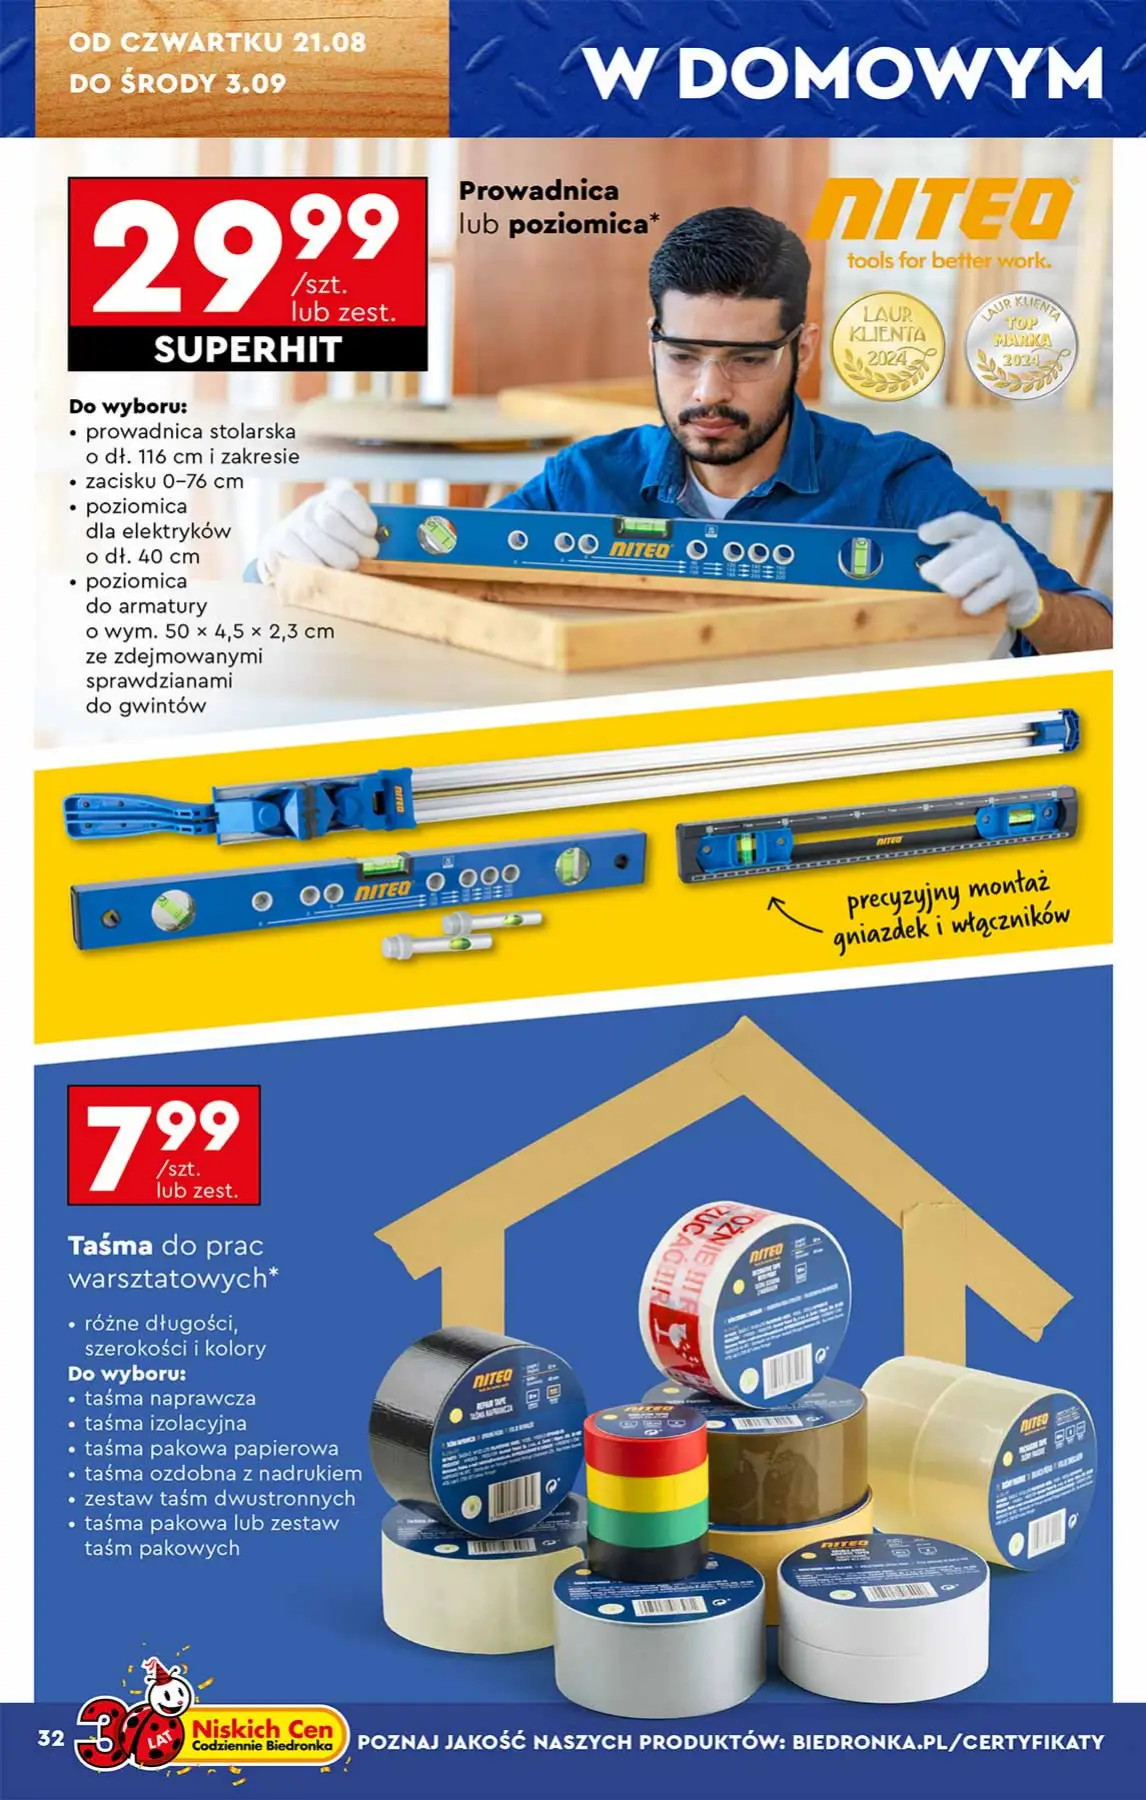 OD CZWARTKU 21.08
DO ŚRODY 3.09
W DOMOWYM
29 99
/szt.
lub zest.
SUPERHIT
Prowadnica
lub poziomica*
NITEO
tools for better work.
LAUR
KLIENTA
2024
LAUR KLIENTA
TOP
MARKA
2024
Do wyboru:
• prowadnica stolarska
o dł. 116 cm i zakresie
• zacisku 0–76 cm
• poziomica
dla elektryków
o dł. 40 cm
• poziomica
do armatury
o wym. 50 × 4,5 × 2,3 cm
ze zdejmowanymi
sprawdzianami
do gwintów
NITEO
NITEO
NITEO
NITEO
precyzyjny montaż
gniazdek i włączników
7 99
/szt.
lub zest.
Taśma do prac
warsztatowych*
• różne długości,
szerokości i kolory
Do wyboru:
• taśma naprawcza
• taśma izolacyjna
• taśma pakowa papierowa
• taśma ozdobna z nadrukiem
• zestaw taśm dwustronnych
• taśma pakowa lub zestaw
taśm pakowych
NITEO
NITEO
REPAIR TAPE
TAŚMA NAPRAWCZA
NITEO
NITEO
32
30 LAT
Niskich Cen
Codziennie Biedronka
POZNAJ JAKOŚĆ NASZYCH PRODUKTÓW: BIEDRONKA.PL/CERTYFIKATY